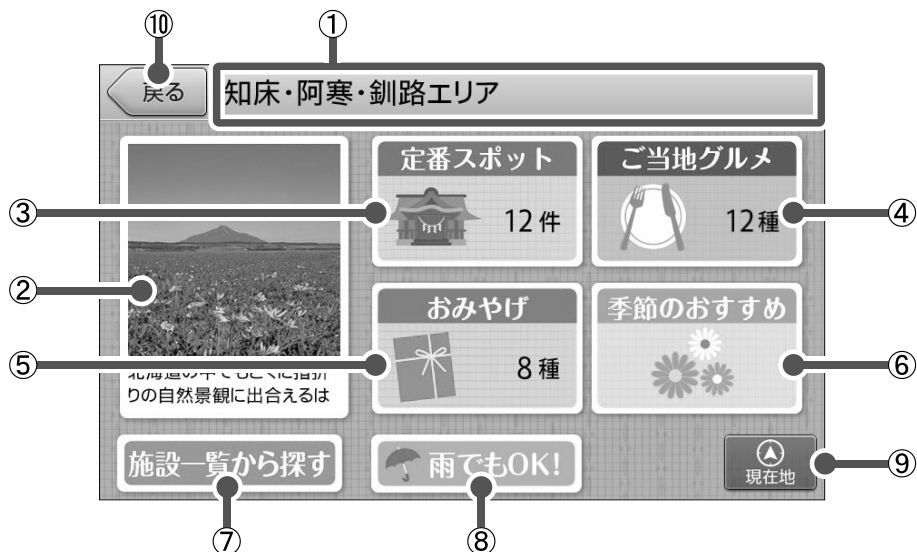 ⑩ ①
戻る 知床・阿寒・釧路エリア
定番スポット ご当地グルメ
③ 12件 12種 ④
②
おみやげ 季節のおすすめ
⑤ 8種 ⑥
りの自然景観に出合えるは
施設一覧から探す 雨でもOK!
現在地 ⑨
⑦ ⑧